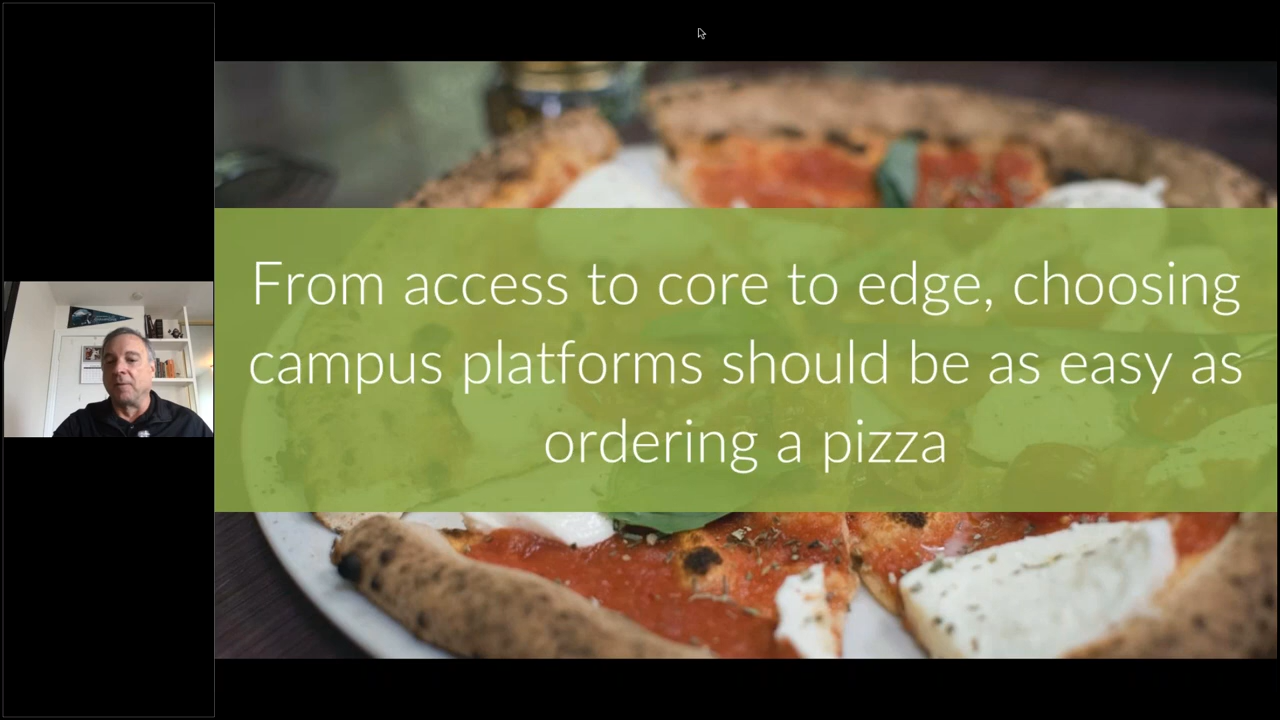 From access to core to edge, choosing
campus platforms should be as easy as
ordering a pizza